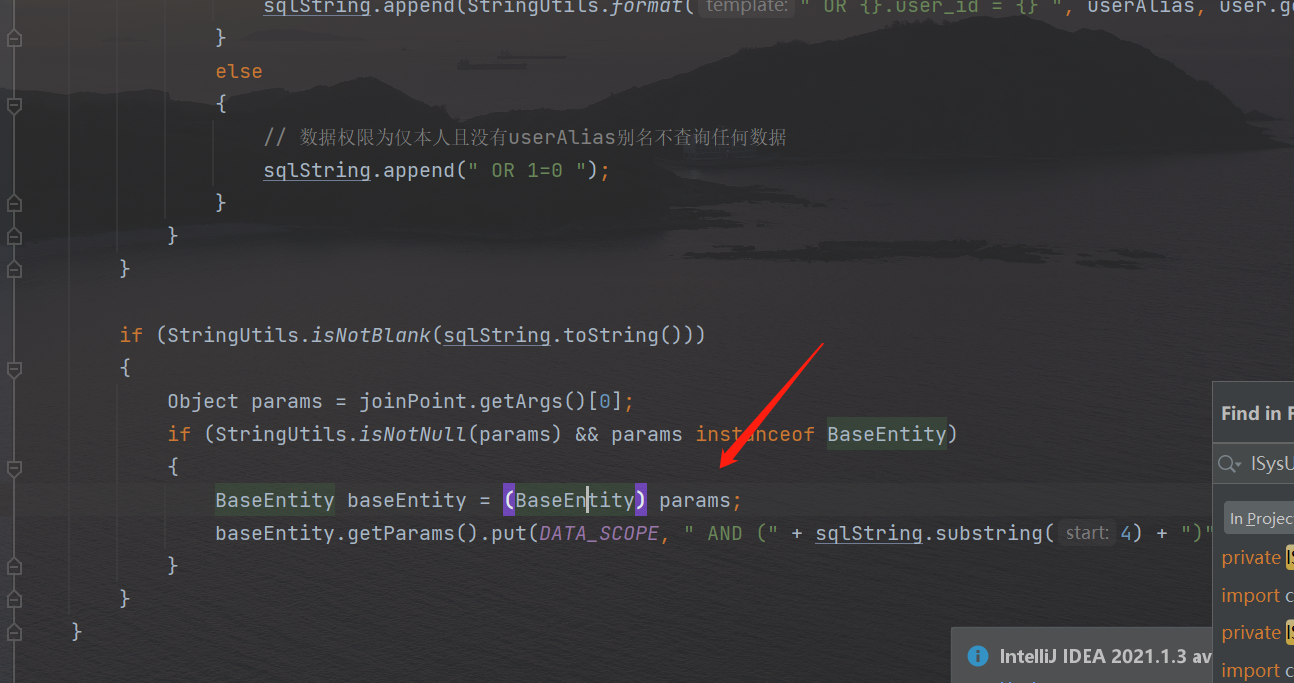 sqlString.append(StringUtils.format( template: " OR {}.user_id = {} ", userAlias, user.ge
}
else
{
// 数据权限为仅本人且没有userAlias别名不查询任何数据
sqlString.append(" OR 1=0 ");
}
}
}
if (StringUtils.isNotBlank(sqlString.toString()))
{
Object params = joinPoint.getArgs()[0];
if (StringUtils.isNotNull(params) && params instanceof BaseEntity)
{
BaseEntity baseEntity = (BaseEntity) params;
baseEntity.getParams().put(DATA_SCOPE, " AND (" + sqlString.substring( start: 4) + ")"
}
}
}
Find in F
ISysU
In Project
private IS
import c
private IS
import c
IntelliJ IDEA 2021.1.3 av